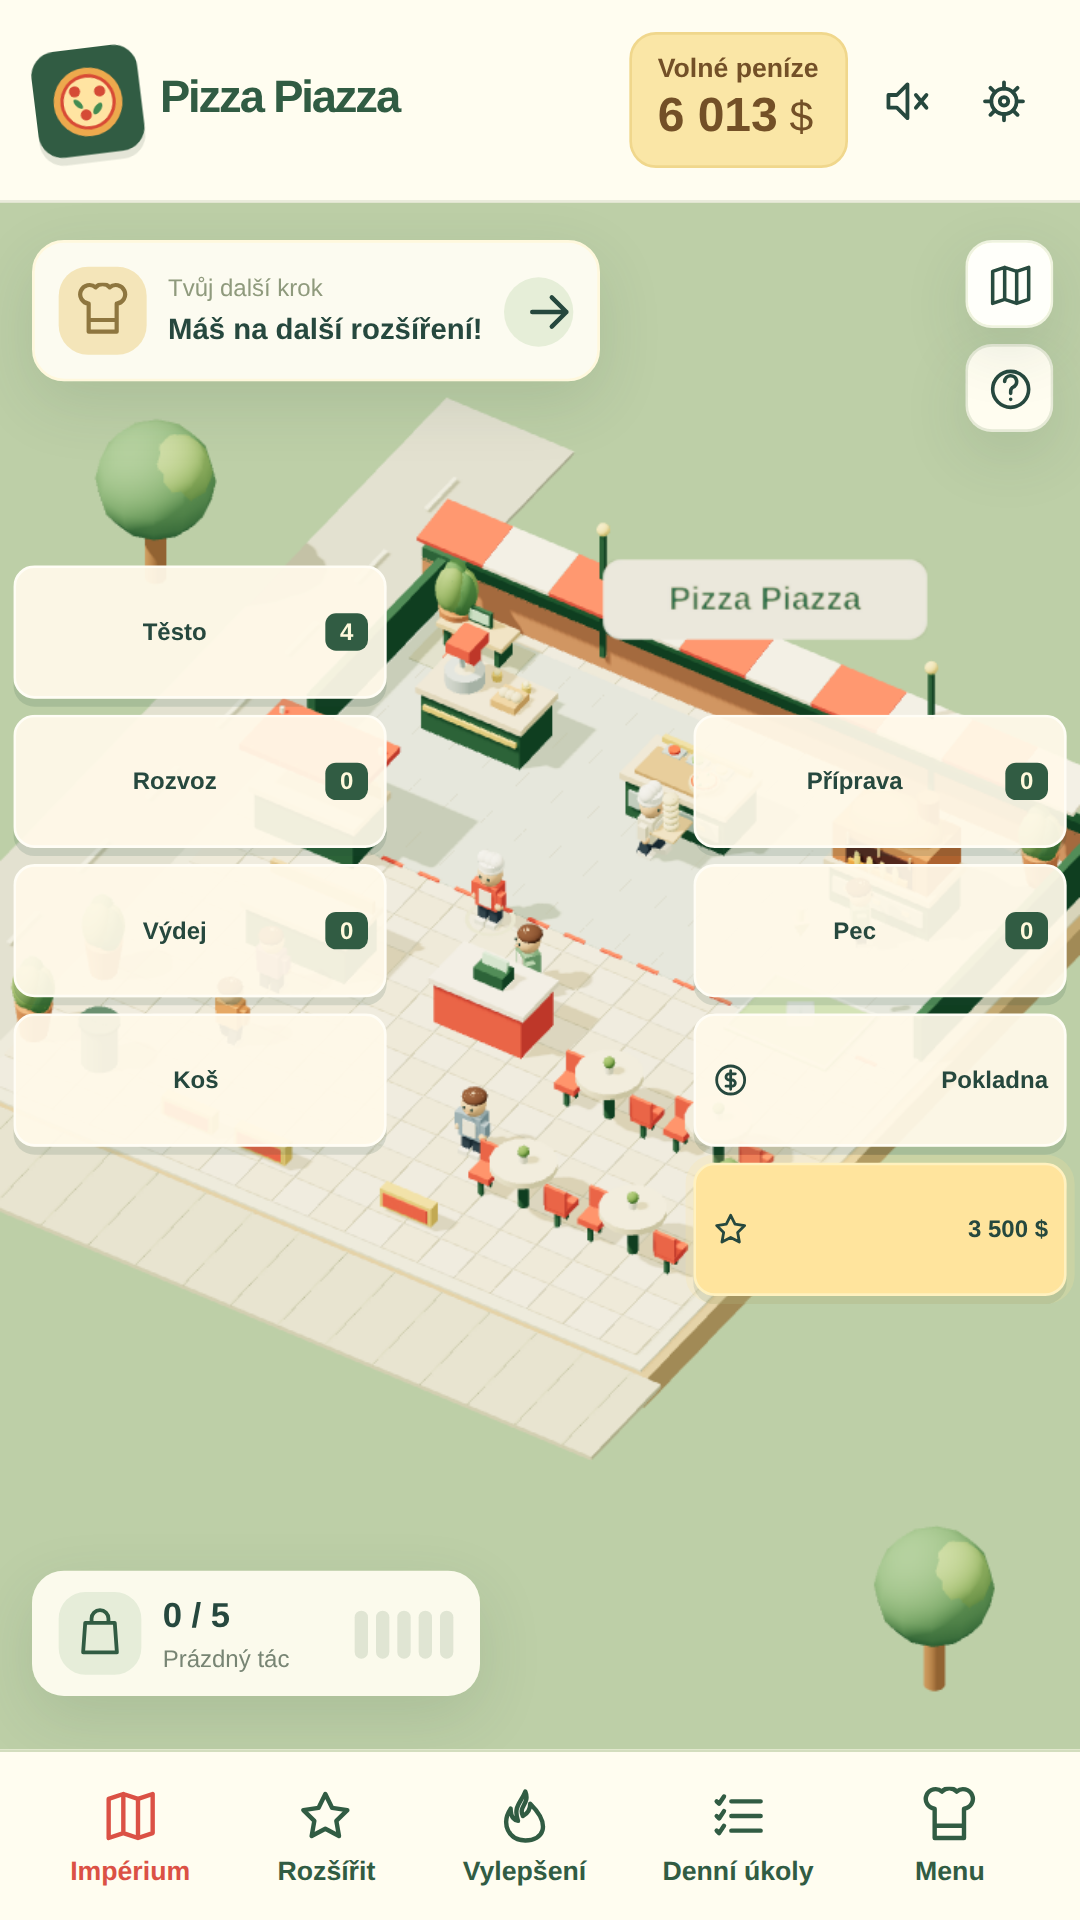 Pizza Piazza
Volné peníze
6 013 $
Tvůj další krok
Máš na další rozšíření!
Pizza Piazza
Těsto 4
Rozvoz 0
Příprava 0
Výdej 0
Pec 0
Koš
Pokladna
3 500 $
0 / 5
Prázdný tác
Impérium
Rozšířit
Vylepšení
Denní úkoly
Menu